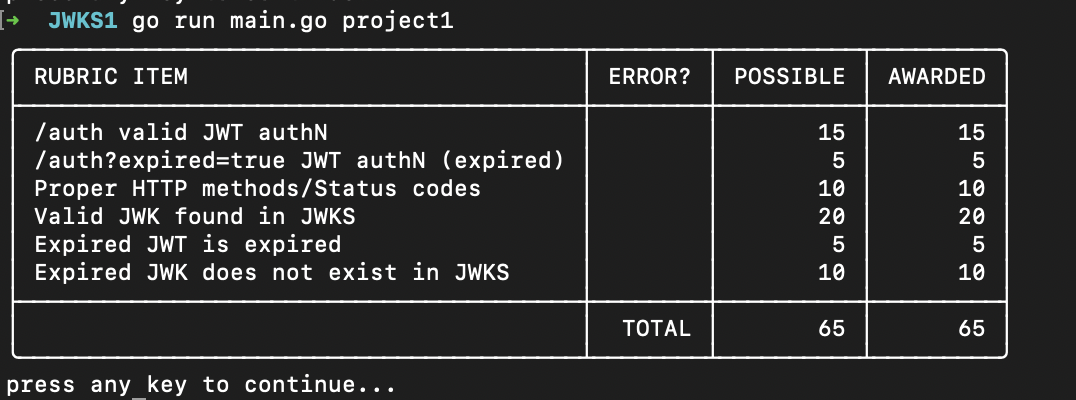 → JWKS1 go run main.go project1
RUBRIC ITEM ERROR? POSSIBLE AWARDED
/auth valid JWT authN 15 15
/auth?expired=true JWT authN (expired) 5 5
Proper HTTP methods/Status codes 10 10
Valid JWK found in JWKS 20 20
Expired JWT is expired 5 5
Expired JWK does not exist in JWKS 10 10
TOTAL 65 65
press any key to continue...